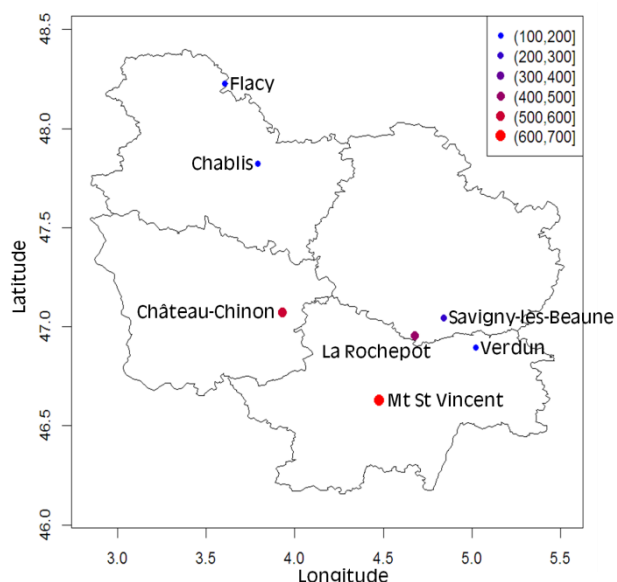 48.5
48.0
47.5
47.0
46.5
46.0
Latitude
(100,200]
(200,300]
(300,400]
(400,500]
(500,600]
(600,700]
Flacy
Chablis
Château-Chinon
Savigny-lès-Beaune
La Rochepot
Verdun
Mt St Vincent
3.0 3.5 4.0 4.5 5.0 5.5
Longitude